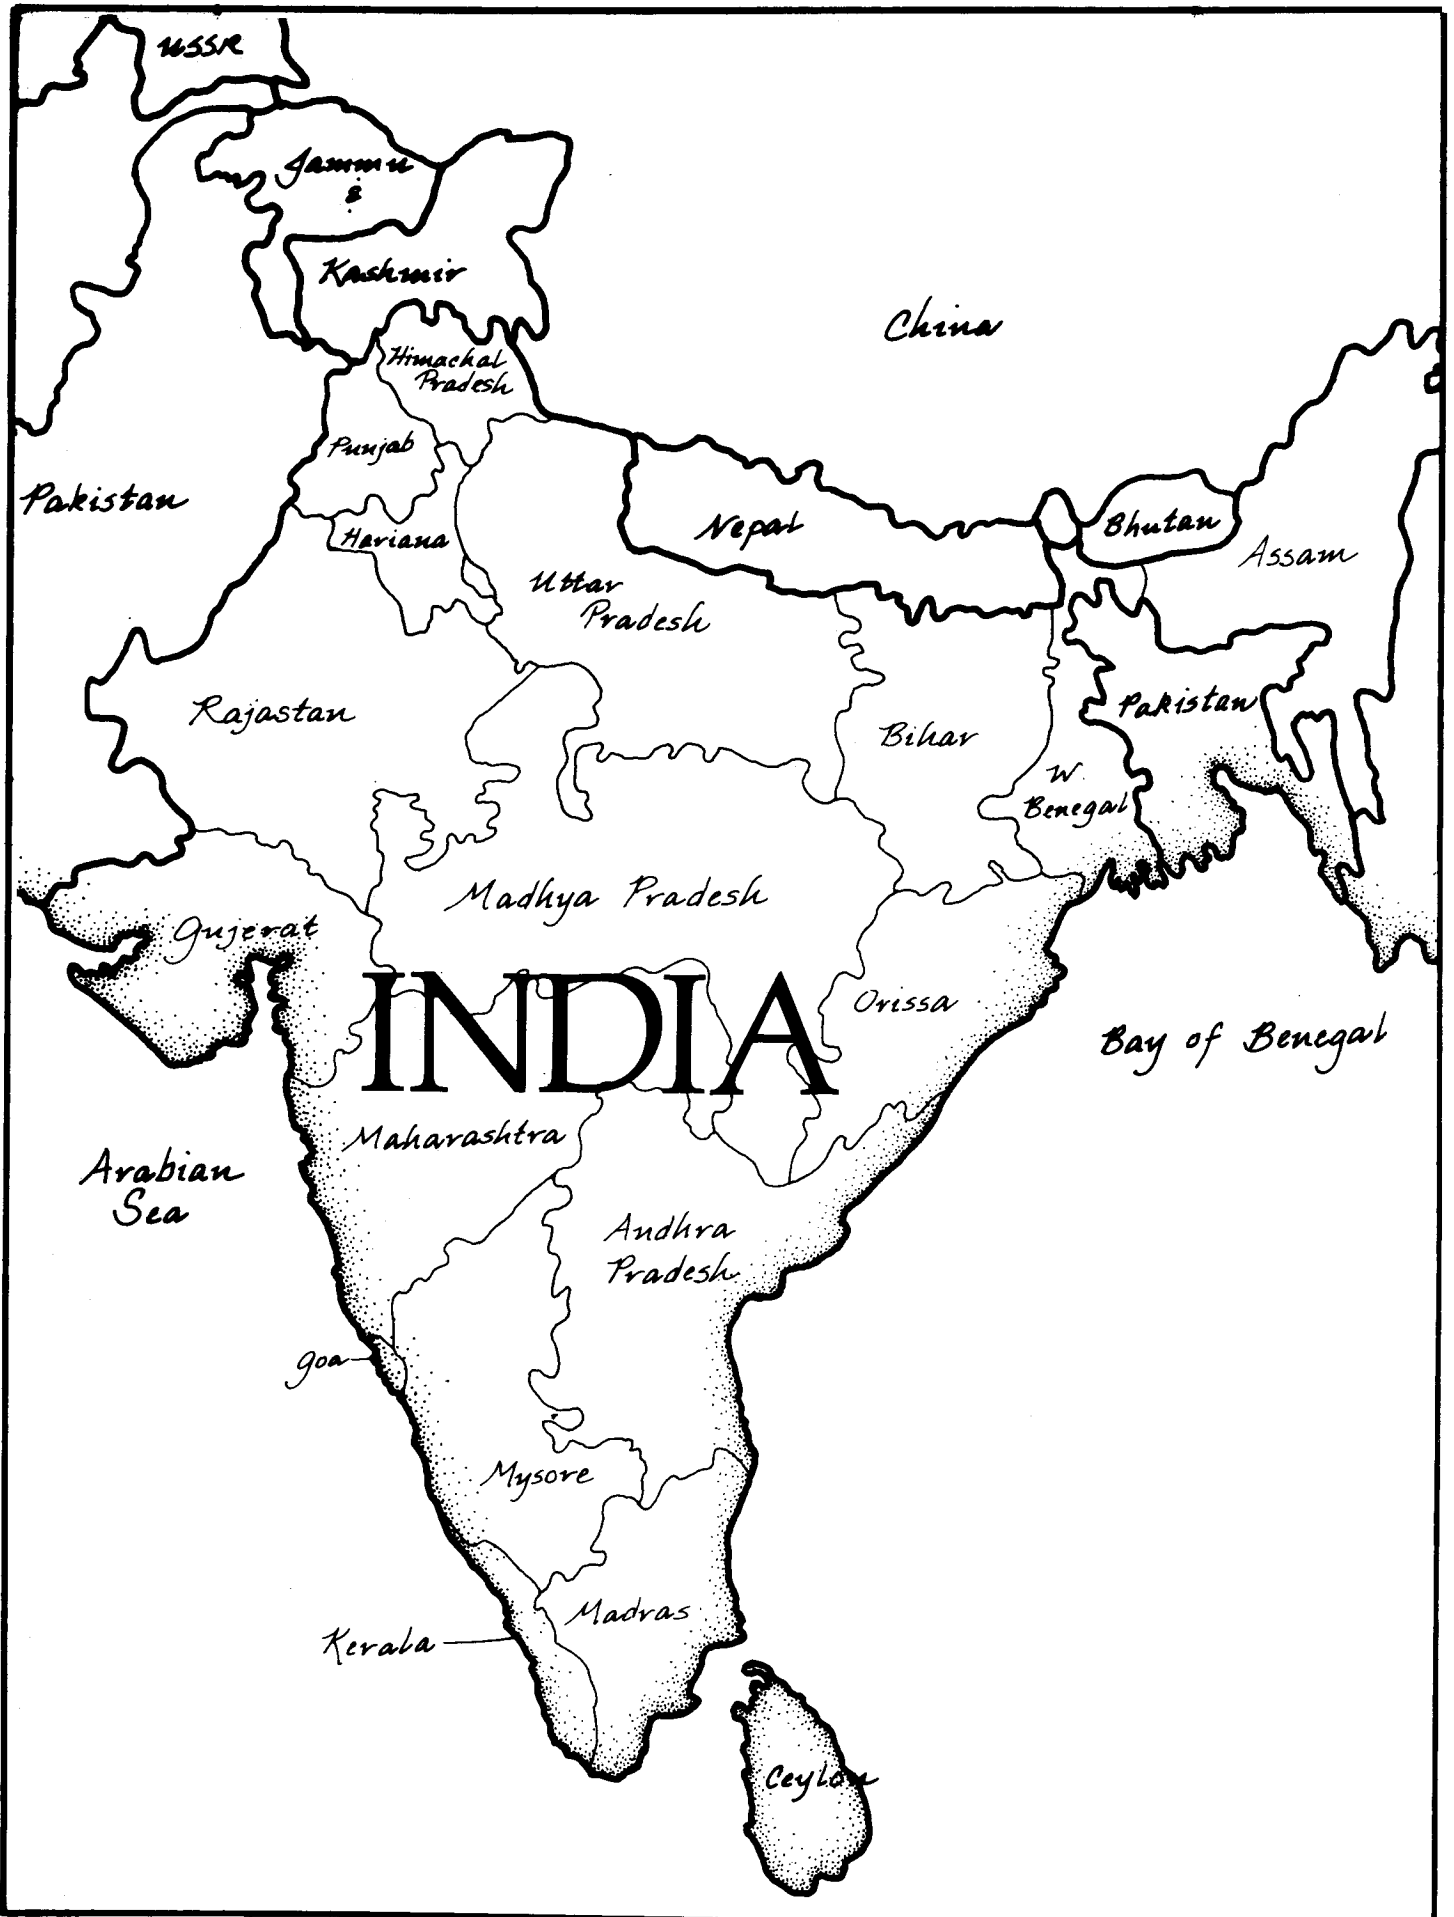 USSR
Jammu
&
Kashmir
China
Himachal
Pradesh
Punjab
Pakistan
Hariana
Nepal
Bhutan
Assam
Uttar
Pradesh
Rajastan
Pakistan
Bihar
W.
Benegal
Madhya Pradesh
Gujerat
INDIA
Orissa
Bay of Benegal
Maharashtra
Arabian
Sea
Andhra
Pradesh
Goa
Mysore
Madras
Kerala
Ceylon